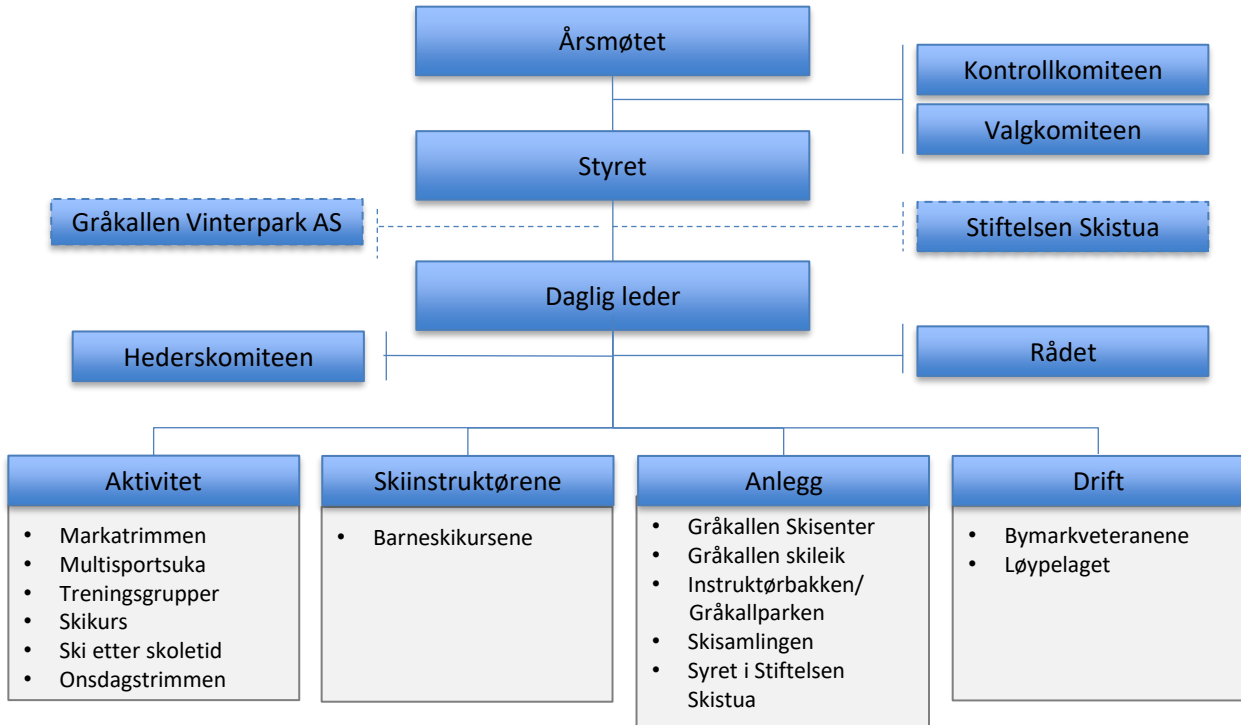 Årsmøtet
Kontrollkomiteen
Valgkomiteen
Styret
Gråkallen Vinterpark AS
Stiftelsen Skistua
Daglig leder
Hederskomiteen
Rådet
Aktivitet
• Markatrimmen
• Multisportsuka
• Treningsgrupper
• Skikurs
• Ski etter skoletid
• Onsdagstrimmen
Skiinstruktørene
• Barneskikursene
Anlegg
• Gråkallen Skisenter
• Gråkallen skileik
• Instruktørbakken/
Gråkallparken
• Skisamlingen
• Syret i Stiftelsen
Skistua
Drift
• Bymarkveteranene
• Løypelaget